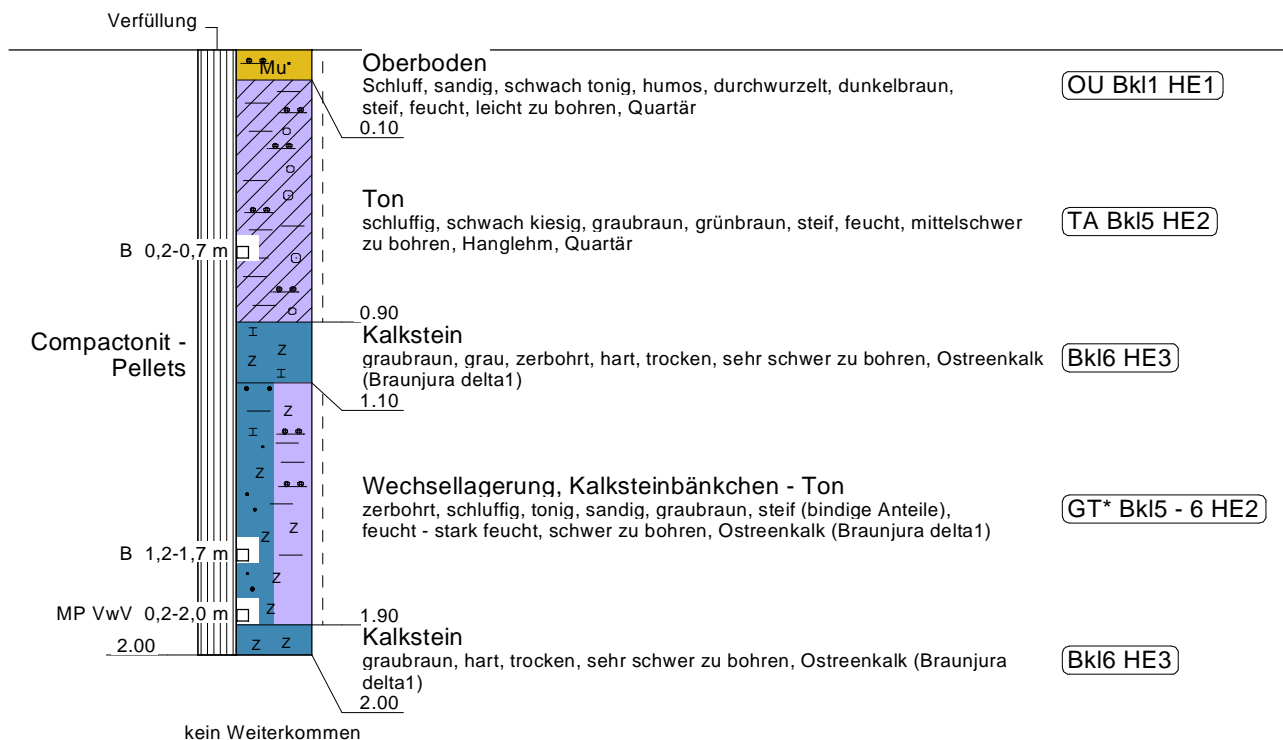 Verfüllung
Mu
Oberboden
Schluff, sandig, schwach tonig, humos, durchwurzelt, dunkelbraun,
steif, feucht, leicht zu bohren, Quartär
OU Bkl1 HE1
0.10
Ton
schluffig, schwach kiesig, graubraun, grünbraun, steif, feucht, mittelschwer
zu bohren, Hanglehm, Quartär
TA Bkl5 HE2
B 0,2-0,7 m
0.90
Compactonit -
Pellets
Kalkstein
graubraun, grau, zerbohrt, hart, trocken, sehr schwer zu bohren, Ostreenkalk
(Braunjura delta1)
Bkl6 HE3
Z
Z
1.10
Z
Z
Z
Z
Z
Z
Z
Wechsellagerung, Kalksteinbänkchen - Ton
zerbohrt, schluffig, tonig, sandig, graubraun, steif (bindige Anteile),
feucht - stark feucht, schwer zu bohren, Ostreenkalk (Braunjura delta1)
GT* Bkl5 - 6 HE2
B 1,2-1,7 m
MP VwV 0,2-2,0 m
1.90
Kalkstein
graubraun, hart, trocken, sehr schwer zu bohren, Ostreenkalk (Braunjura
delta1)
Bkl6 HE3
Z Z
2.00
2.00
kein Weiterkommen